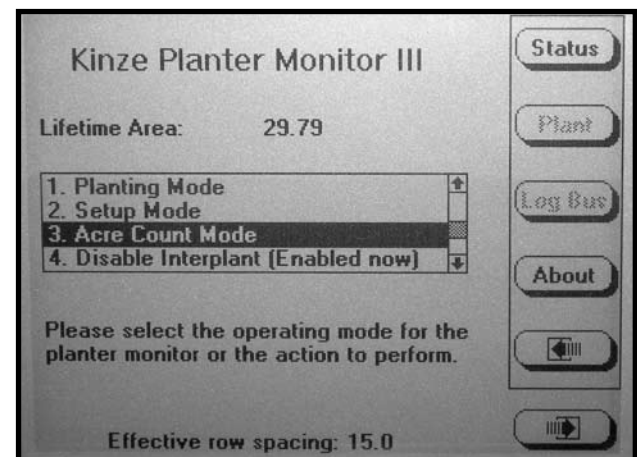 Kinze Planter Monitor III
Lifetime Area: 29.79
1. Planting Mode
2. Setup Mode
3. Acre Count Mode
4. Disable Interplant (Enabled now)
Please select the operating mode for the
planter monitor or the action to perform.
Effective row spacing: 15.0
Status
Plant
Log Bus
About